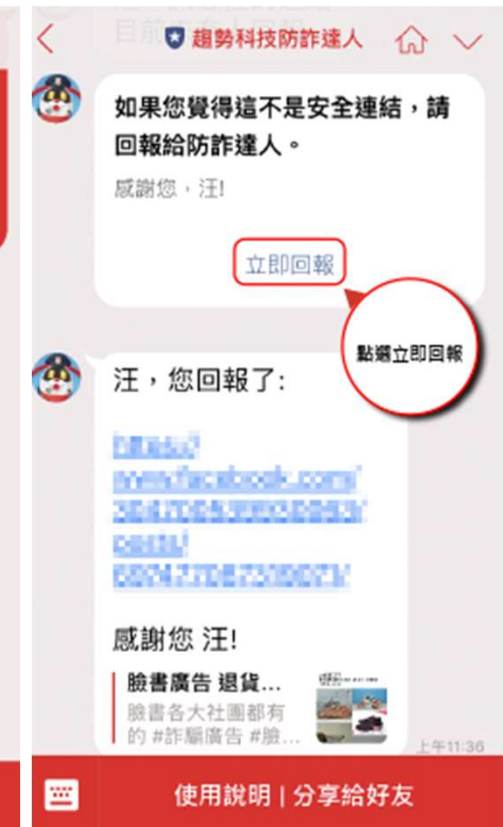 趨勢科技防詐達人
如果您覺得這不是安全連結，請
回報給防詐達人。
感謝您，汪!
立即回報
點選立即回報
汪，您回報了:
感謝您 汪!
臉書廣告 退貨...
臉書各大社團都有
的 #詐騙廣告 #臉...
上午11:36
使用說明 | 分享給好友